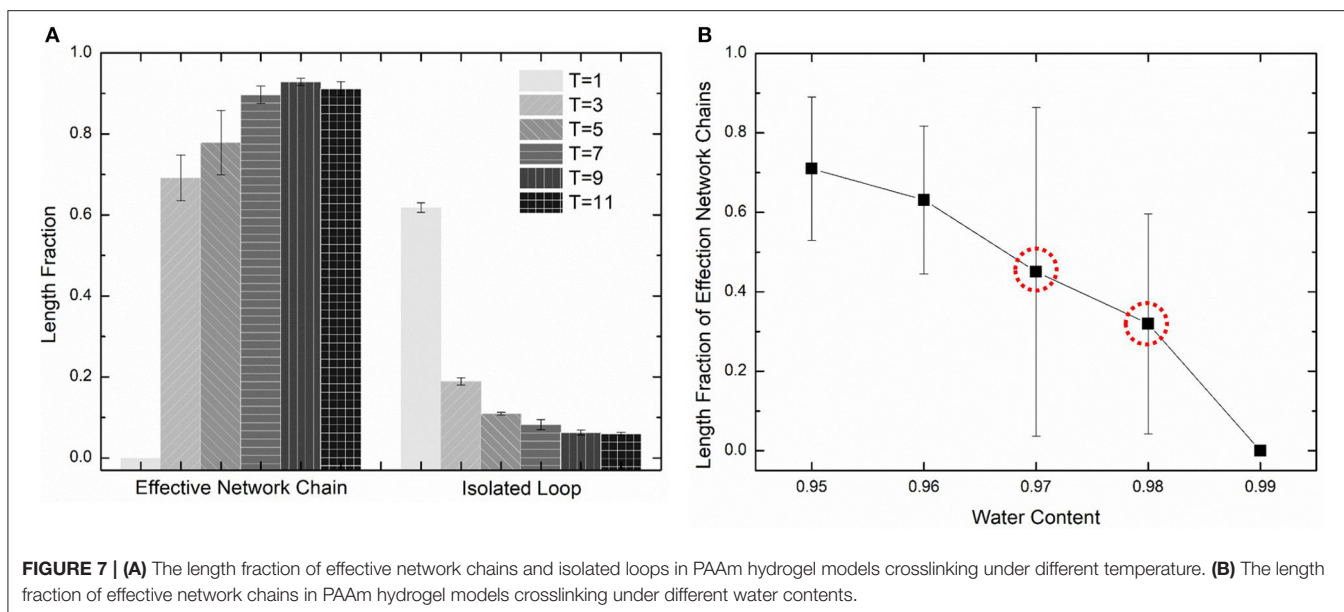 A
1.0
0.8
0.6
0.4
0.2
0.0
Length Fraction
T=1
T=3
T=5
T=7
T=9
T=11
Effective Network Chain
Isolated Loop
B
1.0
0.8
0.6
0.4
0.2
0.0
Length Fraction of Effection Network Chains
0.95
0.96
0.97
0.98
0.99
Water Content
FIGURE 7 | (A) The length fraction of effective network chains and isolated loops in PAAm hydrogel models crosslinking under different temperature. (B) The length
fraction of effective network chains in PAAm hydrogel models crosslinking under different water contents.